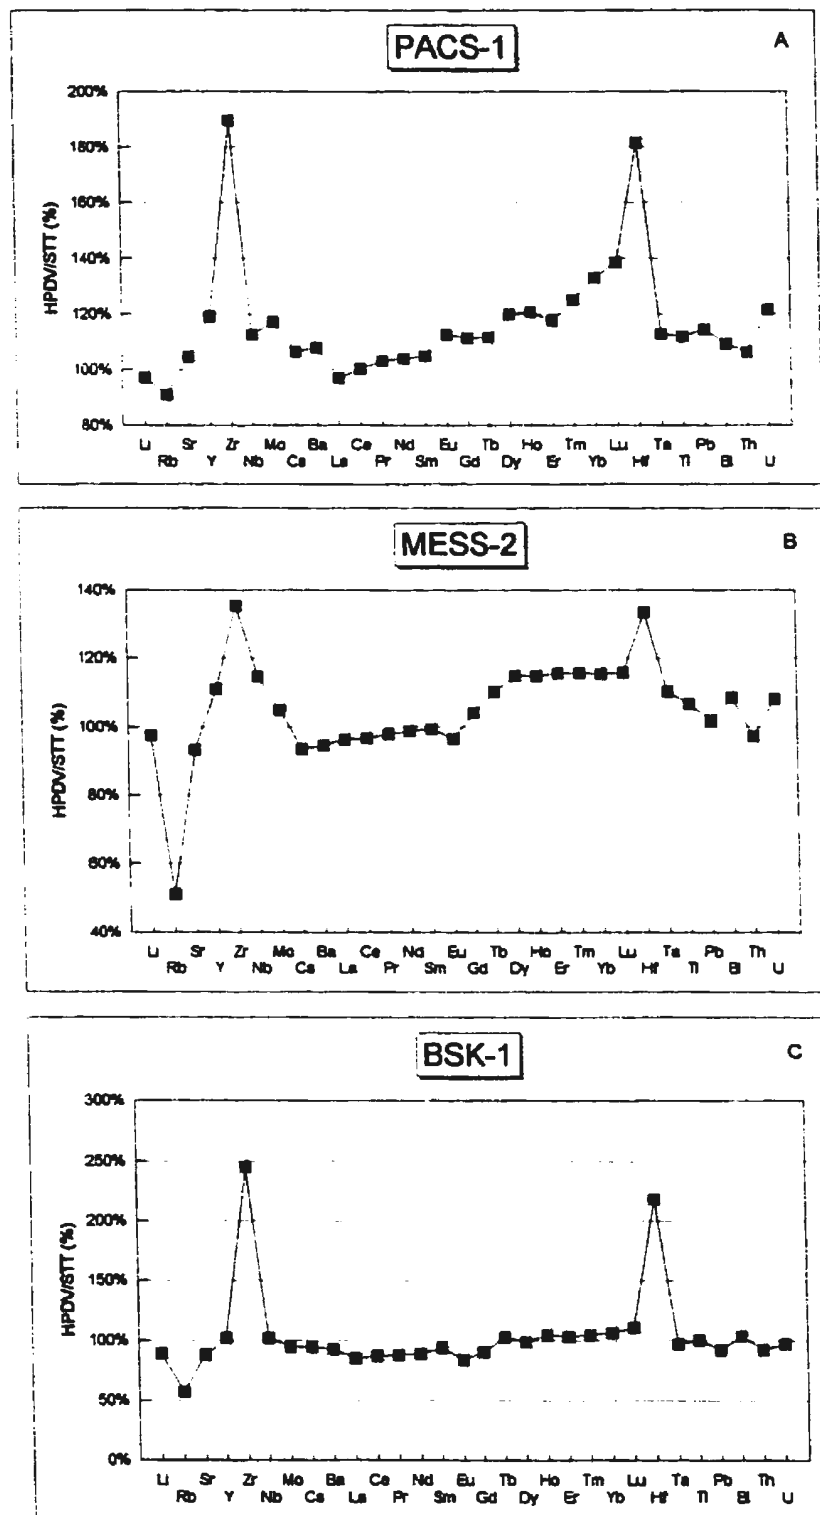 PACS-1
A
200%
180%
160%
140%
120%
100%
80%
HPDV/STT (%)
Li Sr Zr Mo Ba Ce Nd Eu Tb Ho Tm Lu Ta Pb Th
Rb Y Nb Cs La Pr Sm Gd Dy Er Yb Hf Tl Bi U
MESS-2
B
140%
120%
100%
80%
60%
40%
HPDV/STT (%)
Li Sr Zr Mo Ba Ce Nd Eu Tb Ho Tm Lu Ta Pb Th
Rb Y Nb Cs La Pr Sm Gd Dy Er Yb Hf Tl Bi U
BSK-1
C
300%
250%
200%
150%
100%
50%
0%
HPDV/STT (%)
Li Sr Zr Mo Ba Ce Nd Eu Tb Ho Tm Lu Ta Pb Th
Rb Y Nb Cs La Pr Sm Gd Dy Er Yb Hf Tl Bi U